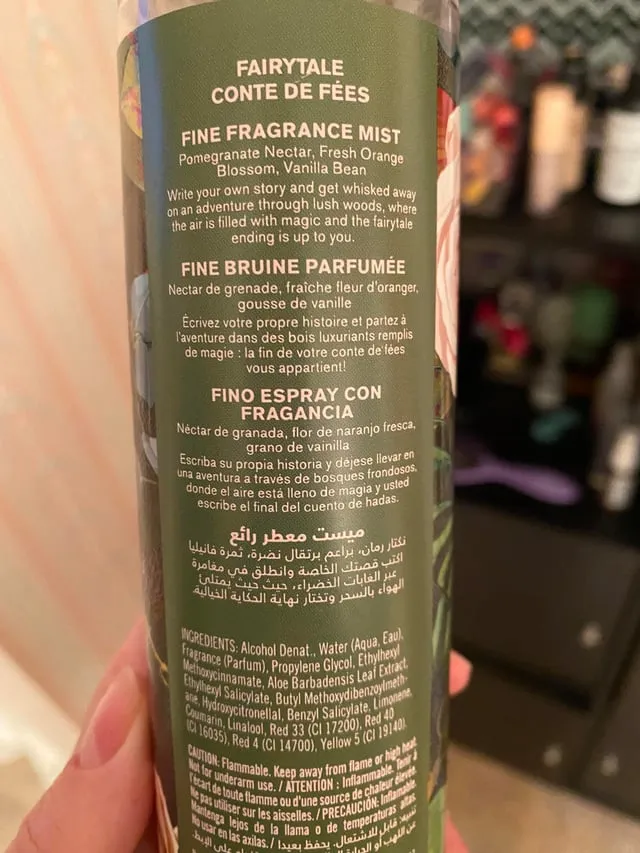 FAIRYTALE
CONTE DE FÉES
FINE FRAGRANCE MIST
Pomegranate Nectar, Fresh Orange
Blossom, Vanilla Bean
Write your own story and get whisked away
on an adventure through lush woods, where
the air is filled with magic and the fairytale
ending is up to you.
FINE BRUINE PARFUMÉE
Nectar de grenade, fraîche fleur d'oranger,
gousse de vanille
Écrivez votre propre histoire et partez à
l'aventure dans des bois luxuriants remplis
de magie : la fin de votre conte de fées
vous appartient!
FINO ESPRAY CON
FRAGANCIA
Néctar de granada, flor de naranjo fresca,
grano de vainilla
Escriba su propia historia y déjese llevar en
una aventura a través de bosques frondosos,
donde el aire está lleno de magia y usted
escribe el final del cuento de hadas.
ميست معطر رائع
نكتار رمان، براعم برتقال نضرة، ثمرة فانيليا
اكتب قصتك الخاصة وانطلق في مغامرة
عبر الغابات الخضراء، حيث حيث يمتلئ
الهواء بالسحر وتختار نهاية الحكاية الخيالية.
INGREDIENTS: Alcohol Denat., Water (Aqua, Eau),
Fragrance (Parfum), Propylene Glycol, Ethylhexyl
Methoxycinnamate, Aloe Barbadensis Leaf Extract,
Ethylhexyl Salicylate, Butyl Methoxydibenzoylmeth-
ane, Hydroxycitronellal, Benzyl Salicylate, Limonene,
Coumarin, Linalool, Red 33 (CI 17200), Red 40
(CI 16035), Red 4 (CI 14700), Yellow 5 (CI 19140).
CAUTION: Flammable. Keep away from flame or high heat.
Not for underarm use. / ATTENTION : Inflammable. Tenir à
l'écart de toute flamme ou d'une source de chaleur élevée.
Ne pas utiliser sur les aisselles. / PRECAUCIÓN: Inflamable.
Mantenga lejos de la llama o de temperaturas altas.
No usar en las axilas. / تنبيه: قابل للاشتعال. يحفظ بعيدا